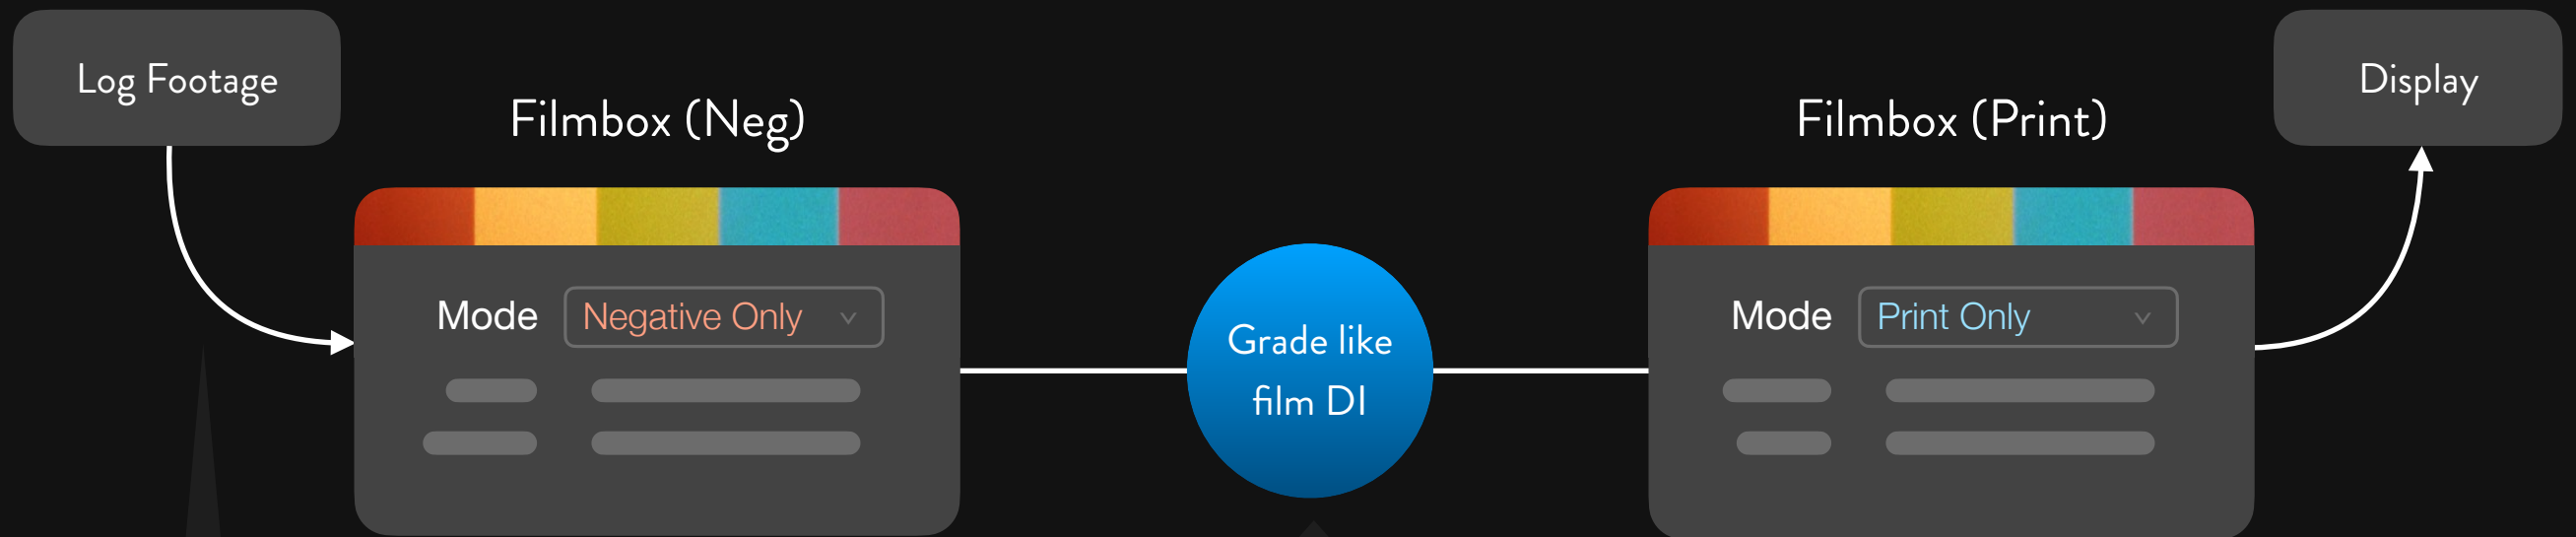 Log Footage
Filmbox (Neg)
Mode Negative Only
Grade like
film DI
Filmbox (Print)
Mode Print Only
Display